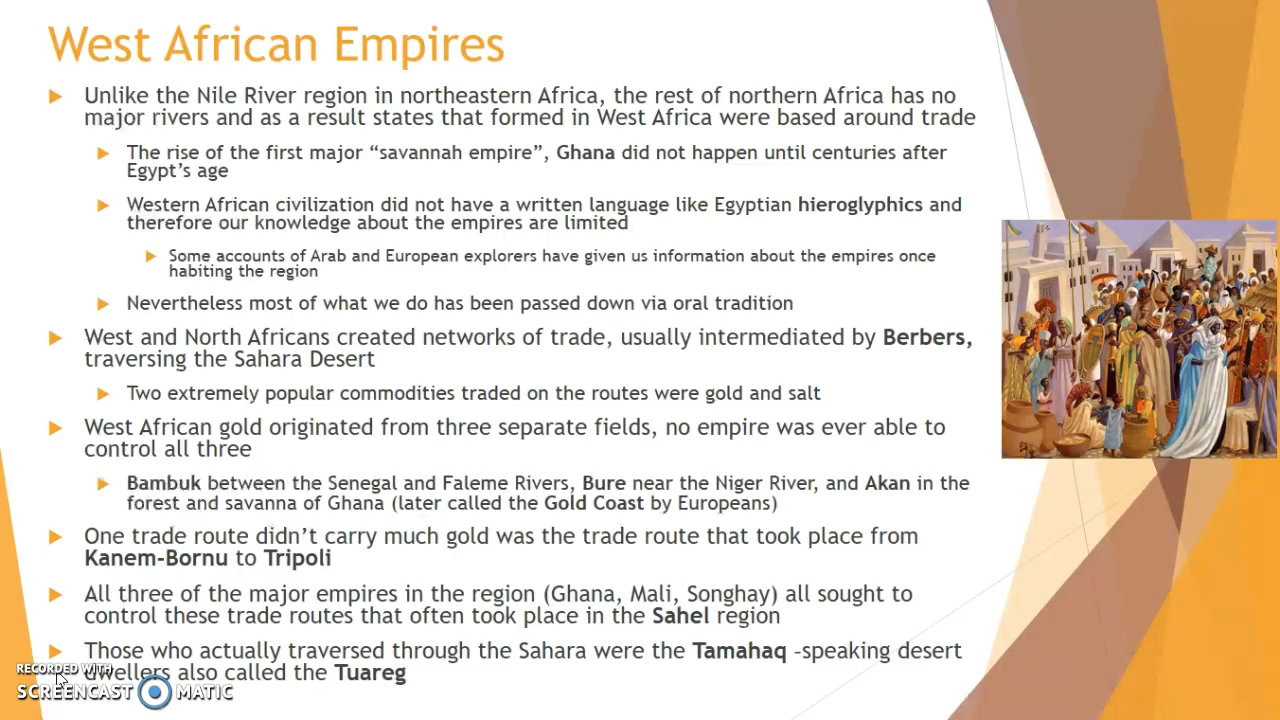 West African Empires
Unlike the Nile River region in northeastern Africa, the rest of northern Africa has no
major rivers and as a result states that formed in West Africa were based around trade
The rise of the first major “savannah empire”, Ghana did not happen until centuries after
Egypt’s age
Western African civilization did not have a written language like Egyptian hieroglyphics and
therefore our knowledge about the empires are limited
Some accounts of Arab and European explorers have given us information about the empires once
habiting the region
Nevertheless most of what we do has been passed down via oral tradition
West and North Africans created networks of trade, usually intermediated by Berbers,
traversing the Sahara Desert
Two extremely popular commodities traded on the routes were gold and salt
West African gold originated from three separate fields, no empire was ever able to
control all three
Bambuk between the Senegal and Faleme Rivers, Bure near the Niger River, and Akan in the
forest and savanna of Ghana (later called the Gold Coast by Europeans)
One trade route didn’t carry much gold was the trade route that took place from
Kanem-Bornu to Tripoli
All three of the major empires in the region (Ghana, Mali, Songhay) all sought to
control these trade routes that often took place in the Sahel region
Those who actually traversed through the Sahara were the Tamahaq -speaking desert
dwellers also called the Tuareg
RECORDED WITH
SCREENCAST MATIC